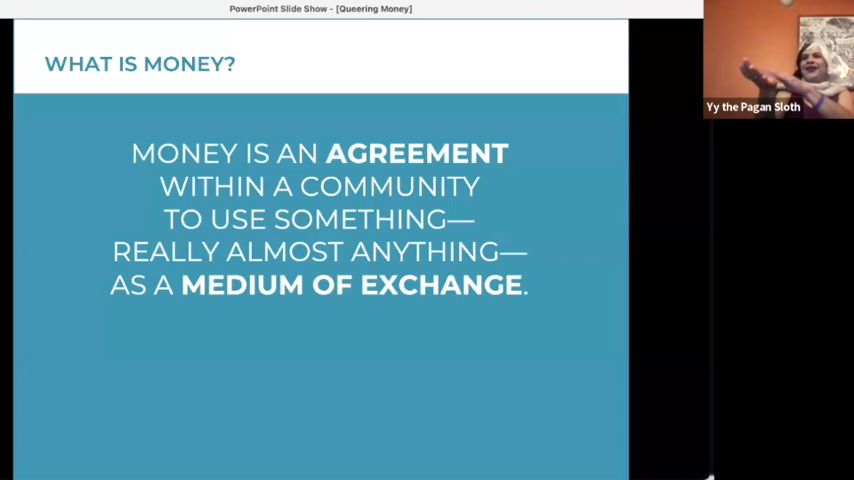 PowerPoint Slide Show - [Queering Money]
WHAT IS MONEY?
MONEY IS AN AGREEMENT
WITHIN A COMMUNITY
TO USE SOMETHING—
REALLY ALMOST ANYTHING—
AS A MEDIUM OF EXCHANGE.
Yy the Pagan Sloth